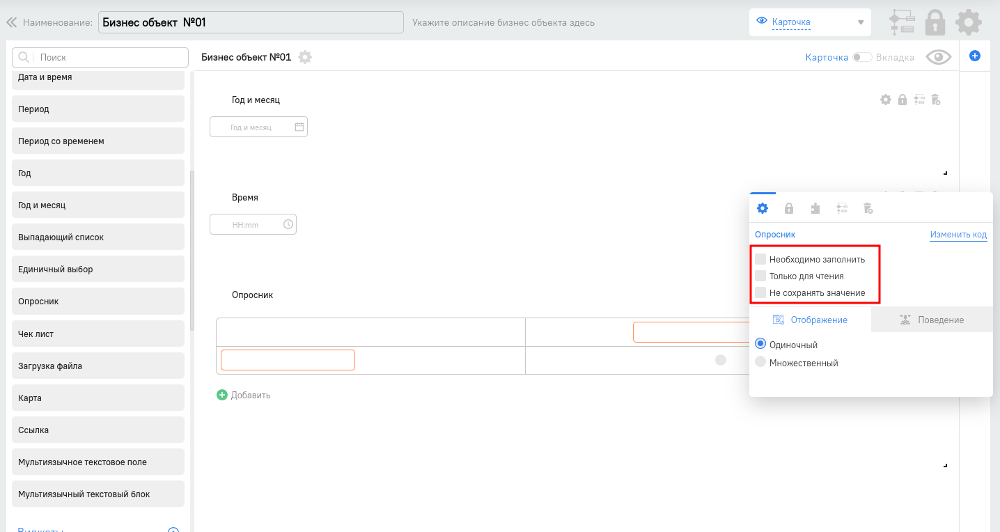 Наименование:
Бизнес объект №01
Укажите описание бизнес объекта здесь
Карточка
Поиск
Бизнес объект №01
Карточка
Вкладка
Дата и время
Период
Период со временем
Год
Год и месяц
Выпадающий список
Единичный выбор
Опросник
Чек лист
Загрузка файла
Карта
Ссылка
Мультиязычное текстовое поле
Мультиязычный текстовый блок
Виджеты
Год и месяц
Год и месяц
Время
HH:mm
Опросник
Добавить
Опросник
Изменить код
Необходимо заполнить
Только для чтения
Не сохранять значение
Отображение
Поведение
Одиночный
Множественный